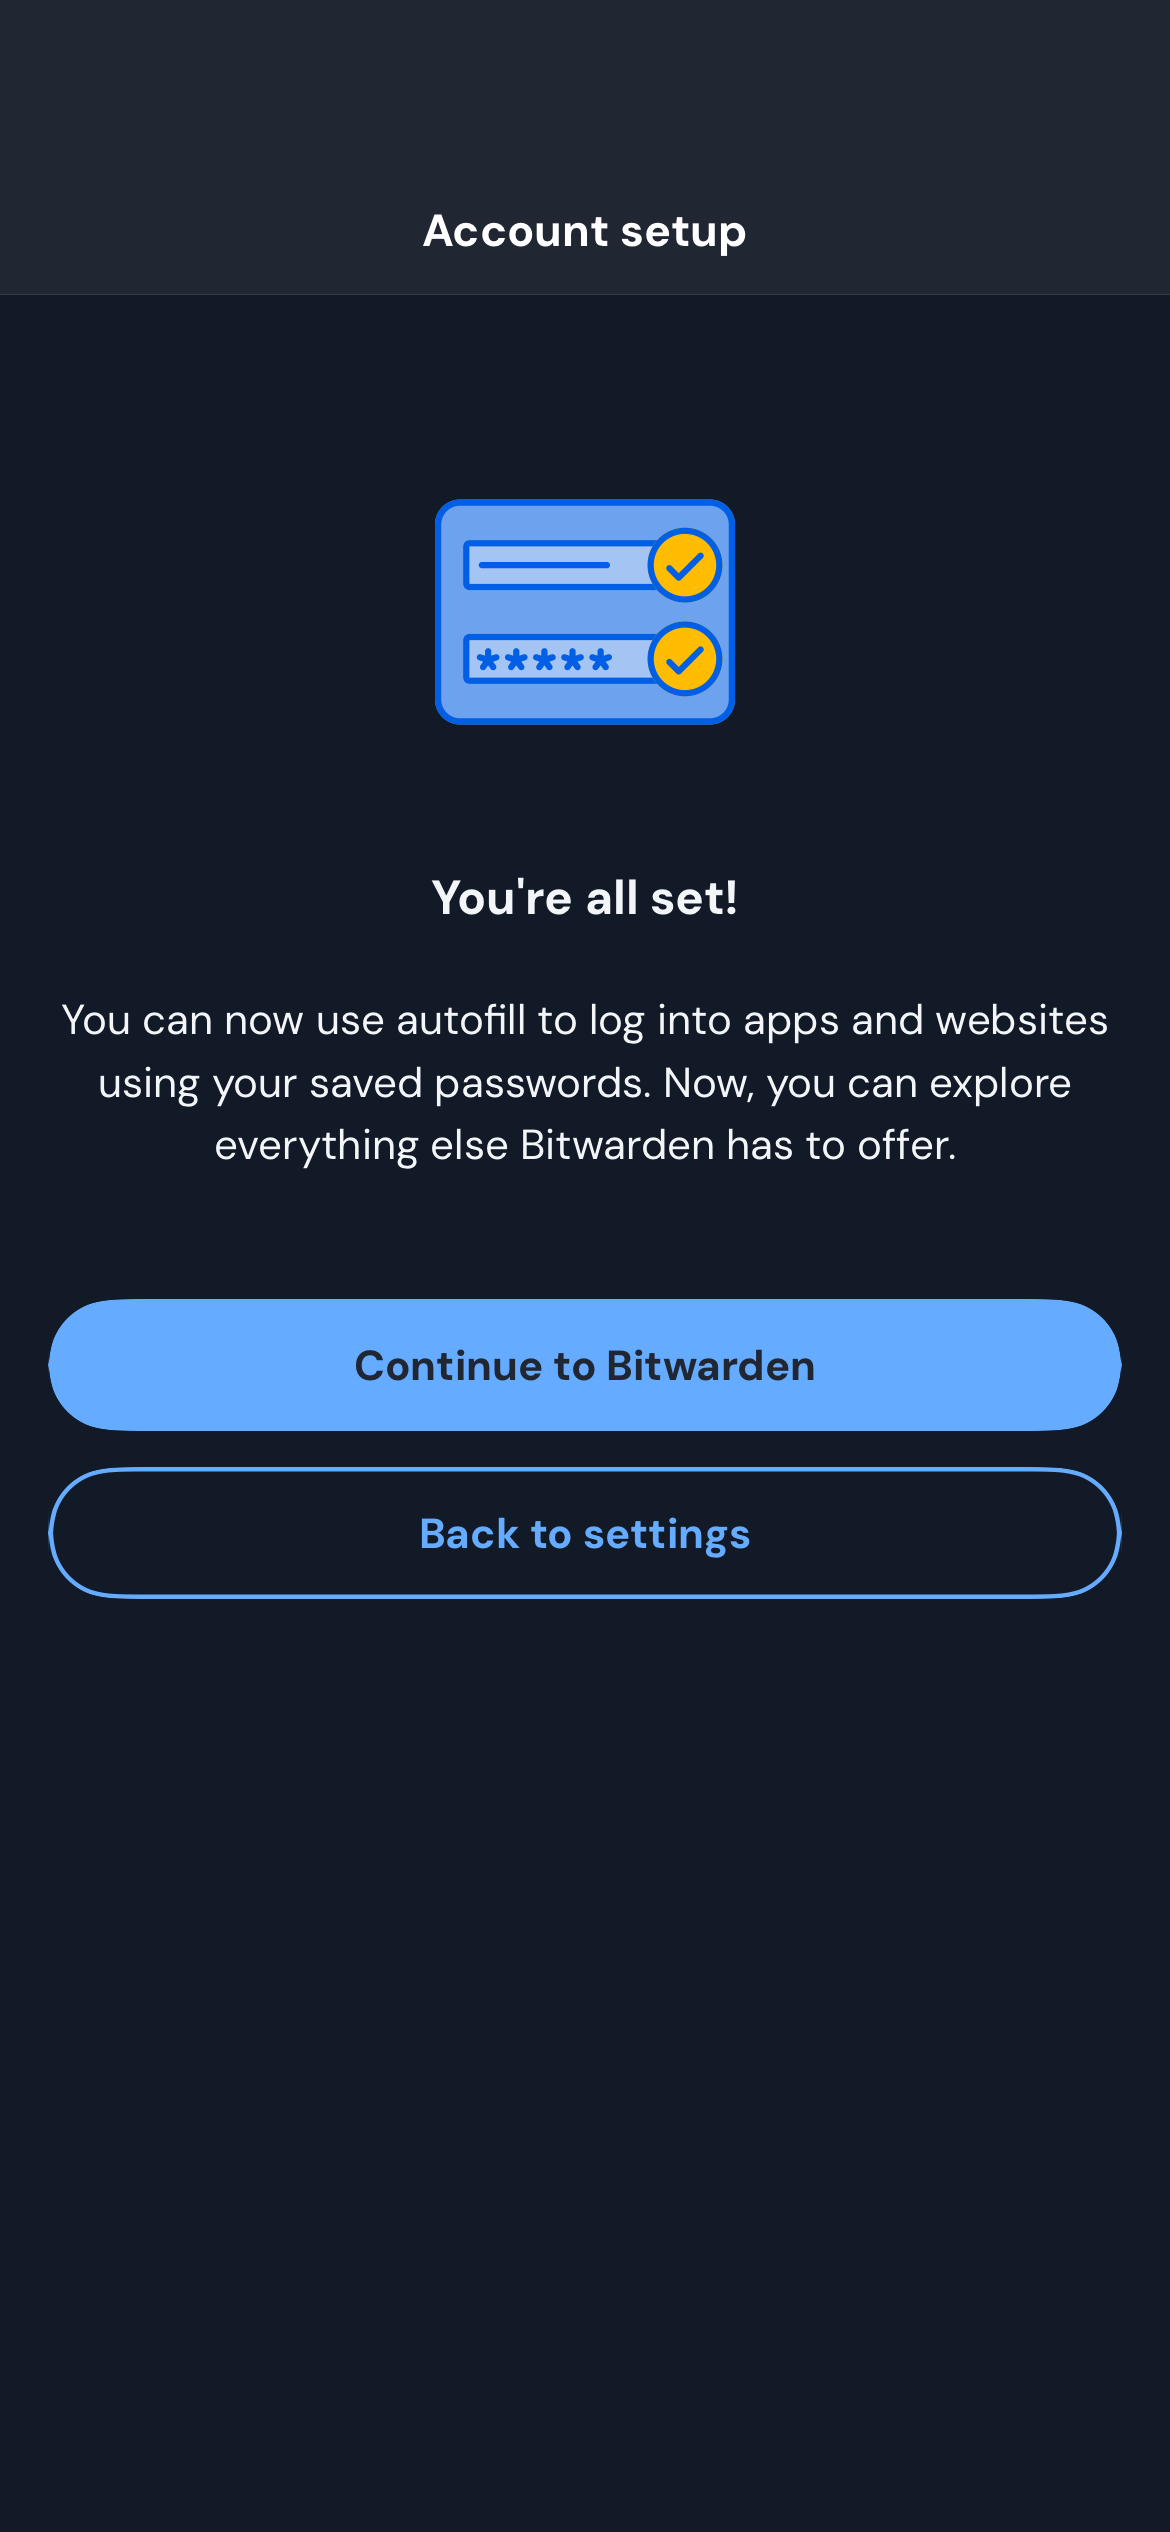 Account setup
*****
You're all set!
You can now use autofill to log into apps and websites
using your saved passwords. Now, you can explore
everything else Bitwarden has to offer.
Continue to Bitwarden
Back to settings